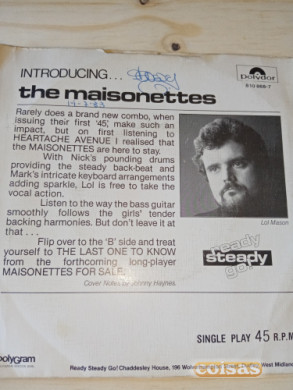 INTRODUCING...
the maisonettes
polydor
Rarely does a brand new combo, when
issuing their first '45', make such an
impact, but on first listening to
HEARTACHE AVENUE I realised that
the MAISONETTES are here to stay.
With Nick's pounding drums
providing the steady back-beat and
Mark's intricate keyboard arrangements
adding sparkle, Lol is free to take the
vocal action.
Listen to the way the bass guitar
smoothly follows the girls' tender
backing harmonies. But don't leave it at
that . . .
Flip over to the 'B' side and treat
yourself to THE LAST ONE TO KNOW
from the forthcoming long-player
MAISONETTES FOR SALE.
Cover Notes by Johnny Haynes.
Lol Mason
ready
steady
go!
SINGLE PLAY 45 R.P.M
polygram
Ready Steady Go! Chaddesley House, 196
West Midlan
coisas